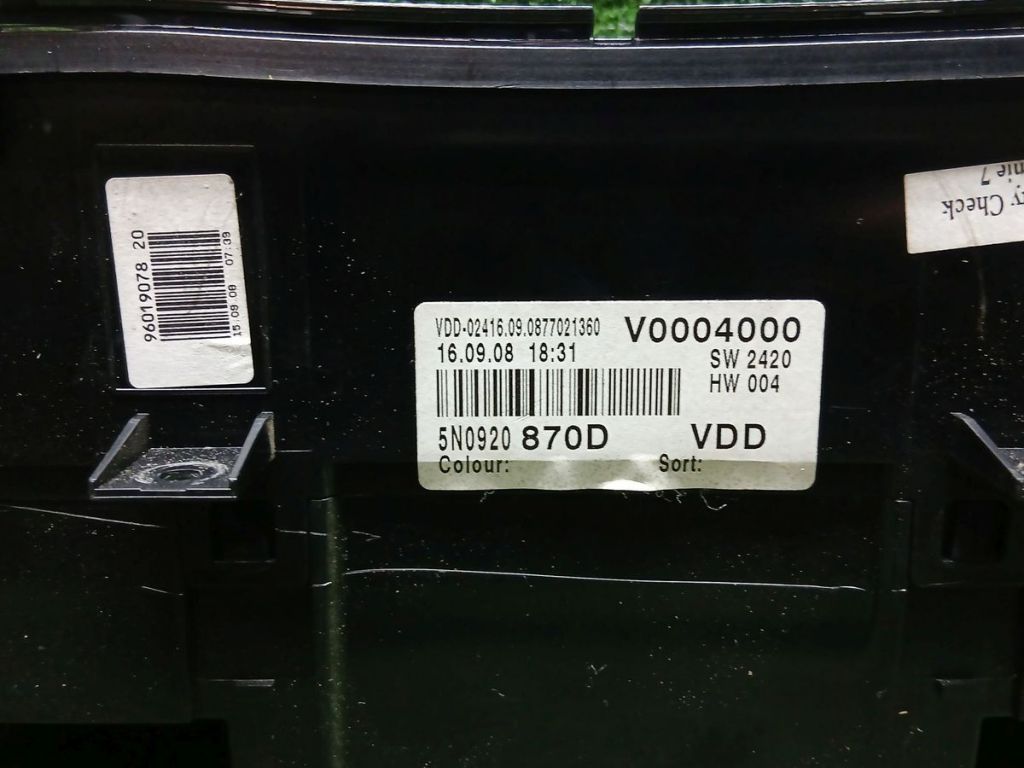 96019078 20
15.09.08 07:39
VDD-02416.09.0877021360
V0004000
16.09.08 18:31
SW 2420
HW 004
5N0920 870D
VDD
Colour:
Sort:
Check
7